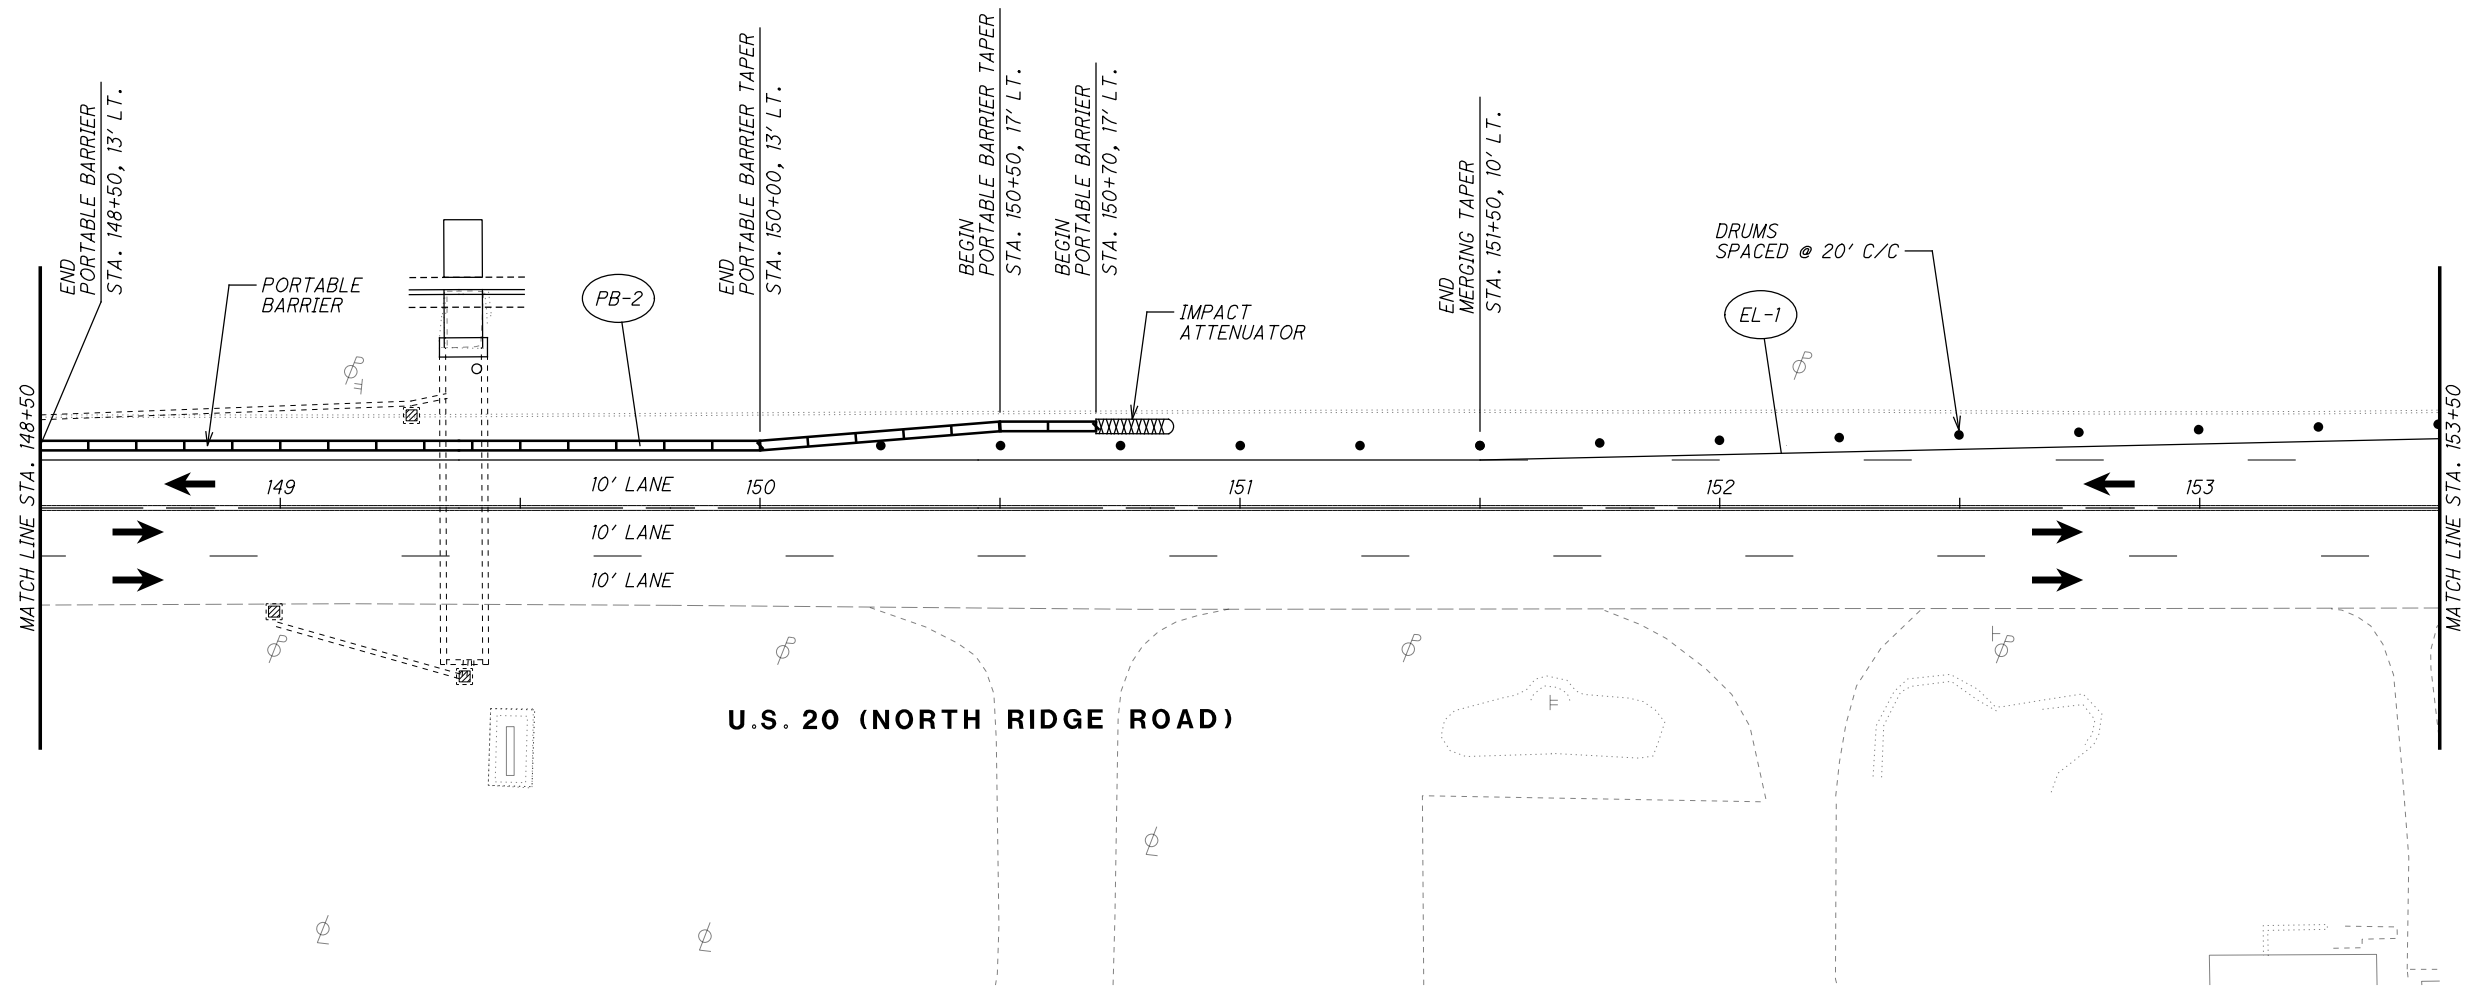 END
PORTABLE BARRIER
STA. 148+50, 13' LT.
END
PORTABLE BARRIER TAPER
STA. 150+00, 13' LT.
BEGIN
PORTABLE BARRIER TAPER
STA. 150+50, 17' LT.
BEGIN
PORTABLE BARRIER
STA. 150+70, 17' LT.
END
MERGING TAPER
STA. 151+50, 10' LT.
DRUMS
SPACED @ 20' C/C
PORTABLE
BARRIER
PB-2
IMPACT
ATTENUATOR
EL-1
MATCH LINE STA. 148+50
MATCH LINE STA. 153+50
149
10' LANE
150
151
152
153
10' LANE
10' LANE
U.S. 20 (NORTH RIDGE ROAD)